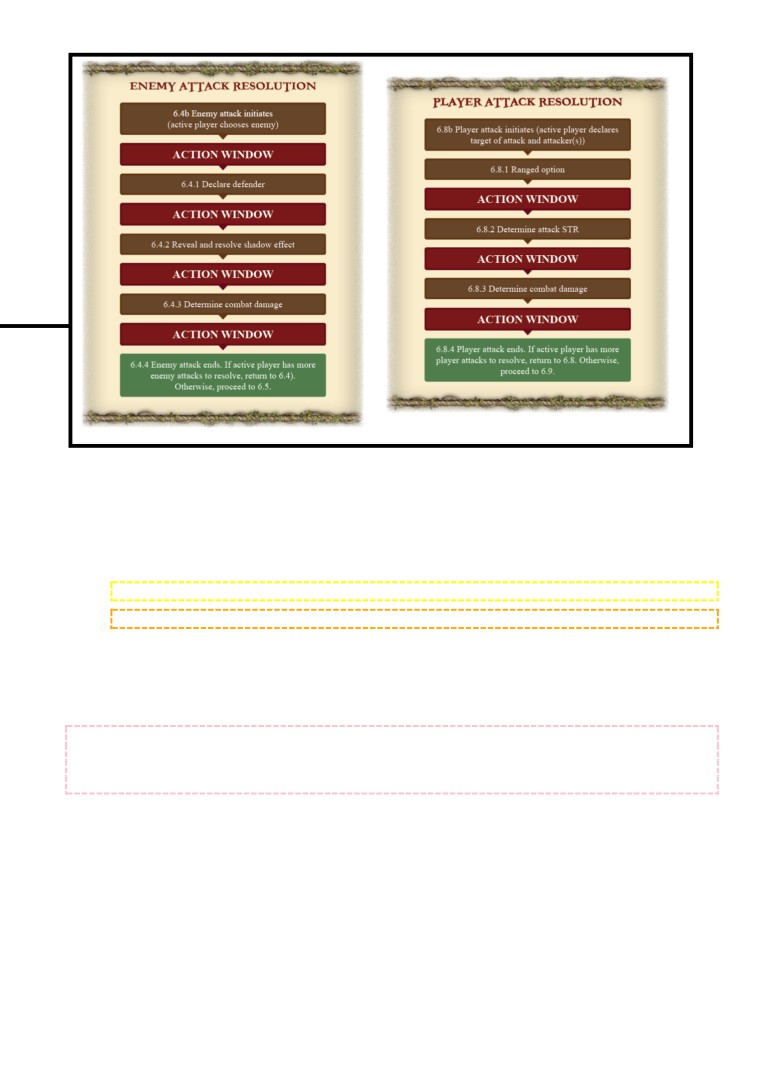 ENEMY ATTACK RESOLUTION
6.4b Enemy attack initiates
(active player chooses enemy)
ACTION WINDOW
6.4.1 Declare defender
ACTION WINDOW
6.4.2 Reveal and resolve shadow effect
ACTION WINDOW
6.4.3 Determine combat damage
ACTION WINDOW
6.4.4 Enemy attack ends. If active player has more
enemy attacks to resolve, return to 6.4).
Otherwise, proceed to 6.5.
PLAYER ATTACK RESOLUTION
6.8b Player attack initiates (active player declares
target of attack and attacker(s))
6.8.1 Ranged option
ACTION WINDOW
6.8.2 Determine attack STR
ACTION WINDOW
6.8.3 Determine combat damage
ACTION WINDOW
6.8.4 Player attack ends. If active player has more
player attacks to resolve, return to 6.8. Otherwise,
proceed to 6.9.